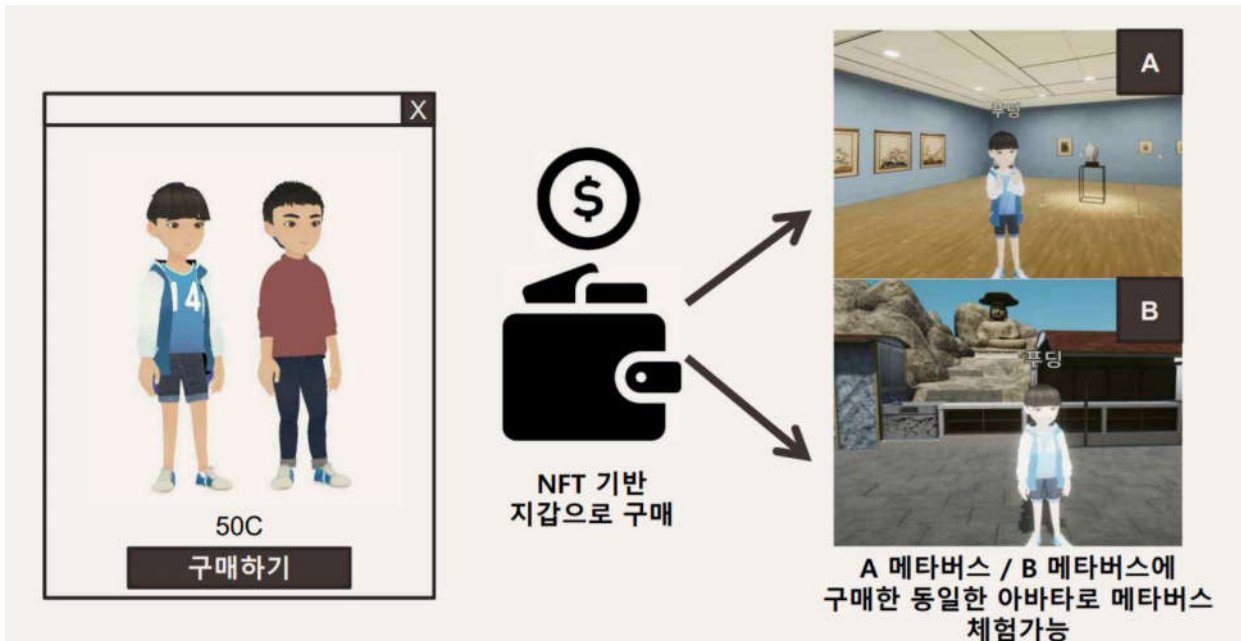 X
14
50C
구매하기
$
NFT 기반
지갑으로 구매
A
푸딩
B
푸딩
A 메타버스 / B 메타버스에
구매한 동일한 아바타로 메타버스
체험가능